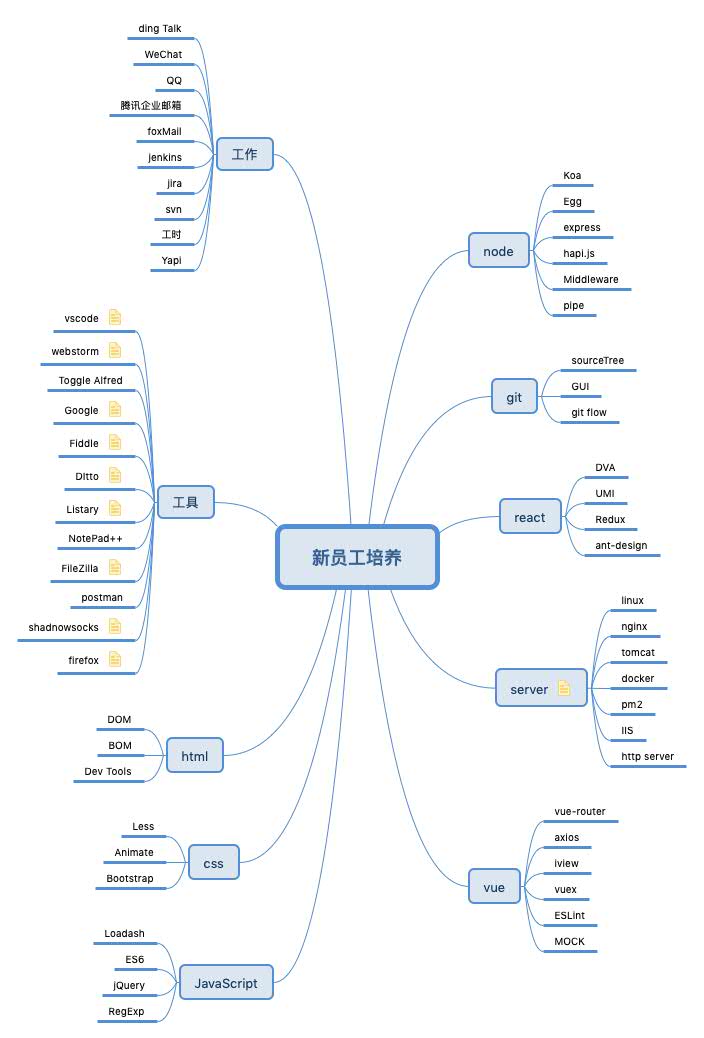 新员工培养
工作
ding Talk
WeChat
QQ
腾讯企业邮箱
foxMail
jenkins
jira
svn
工时
Yapi
工具
vscode
webstorm
Toggle Alfred
Google
Fiddle
DItto
Listary
NotePad++
FileZilla
postman
shadnowsocks
firefox
html
DOM
BOM
Dev Tools
css
Less
Animate
Bootstrap
JavaScript
Loadash
ES6
jQuery
RegExp
node
Koa
Egg
express
hapi.js
Middleware
pipe
git
sourceTree
GUI
git flow
react
DVA
UMI
Redux
ant-design
server
linux
nginx
tomcat
docker
pm2
IIS
http server
vue
vue-router
axios
iview
vuex
ESLint
MOCK